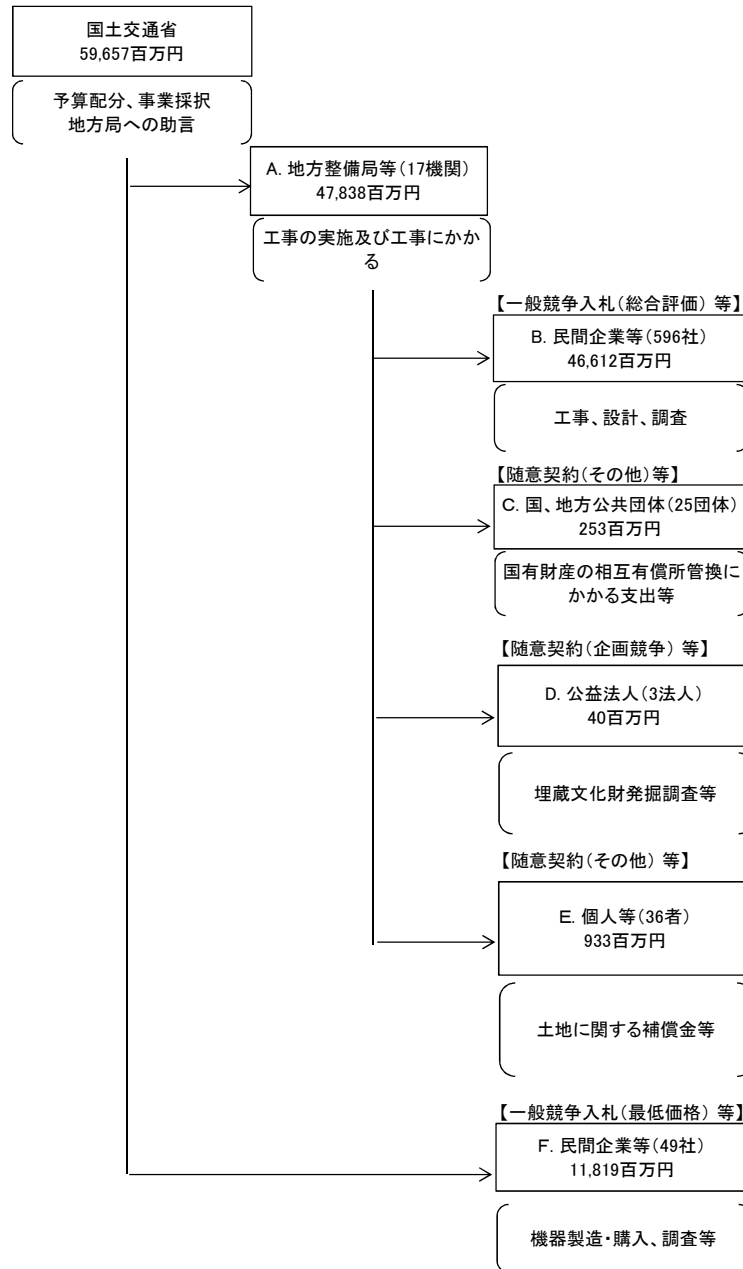 国土交通省
59,657百万円
予算配分、事業採択
地方局への助言
A. 地方整備局等(17機関)
47,838百万円
工事の実施及び工事にかか
る
【一般競争入札(総合評価) 等】
B. 民間企業等(596社)
46,612百万円
工事、設計、調査
【随意契約(その他)等】
C. 国、地方公共団体(25団体)
253百万円
国有財産の相互有償所管換に
かかる支出等
【随意契約(企画競争) 等】
D. 公益法人(3法人)
40百万円
埋蔵文化財発掘調査等
【随意契約(その他) 等】
E. 個人等(36者)
933百万円
土地に関する補償金等
【一般競争入札(最低価格) 等】
F. 民間企業等(49社)
11,819百万円
機器製造・購入、調査等